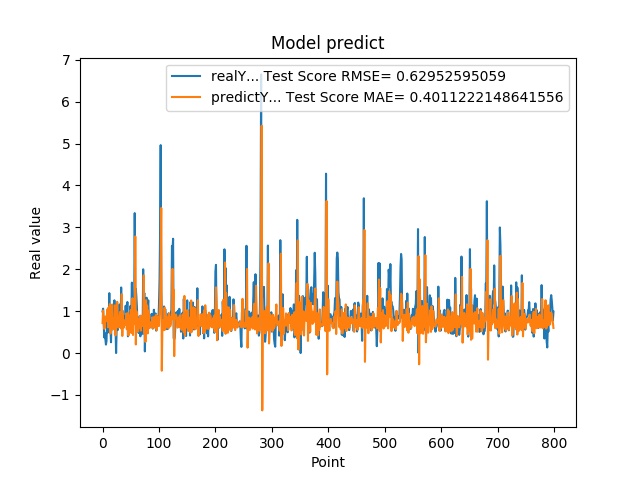 Model predict
realY... Test Score RMSE= 0.62952595059
predictY... Test Score MAE= 0.4011222148641556
Real value
7
6
5
4
3
2
1
0
−1
0 100 200 300 400 500 600 700 800
Point